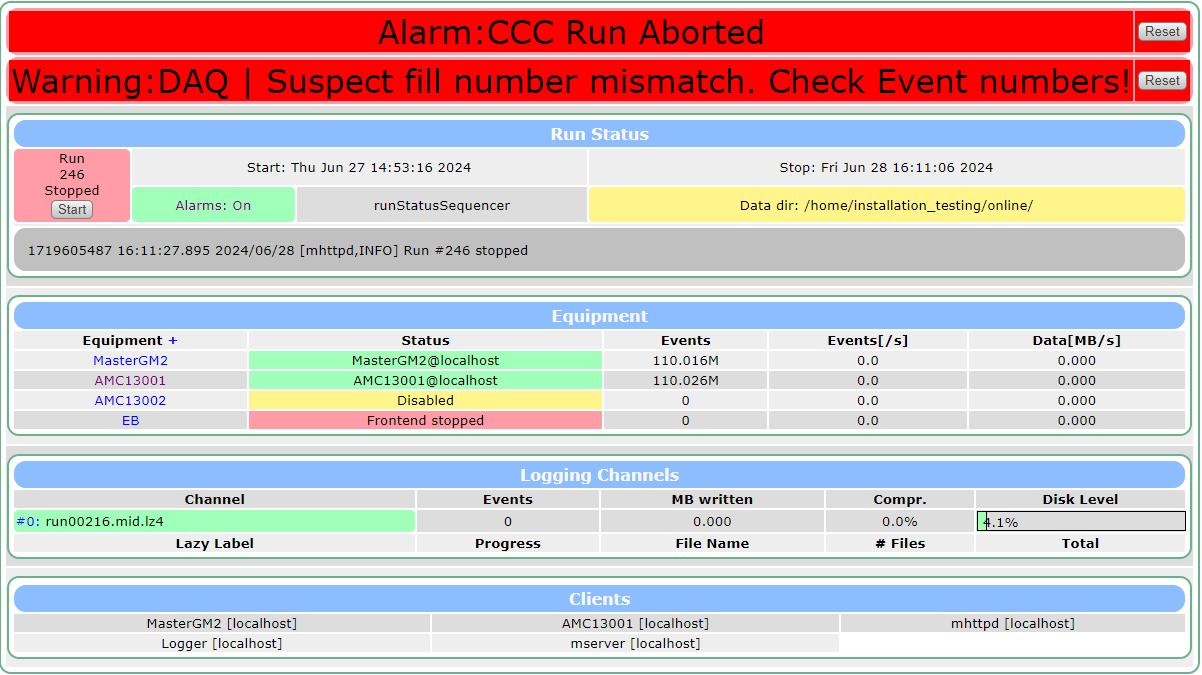 Alarm:CCC Run Aborted Reset
Warning:DAQ | Suspect fill number mismatch. Check Event numbers! Reset
Run Status
Run
246
Stopped
Start
Start: Thu Jun 27 14:53:16 2024 Stop: Fri Jun 28 16:11:06 2024
Alarms: On runStatusSequencer Data dir: /home/installation_testing/online/
1719605487 16:11:27.895 2024/06/28 [mhttpd,INFO] Run #246 stopped
Equipment
Equipment + Status Events Events[/s] Data[MB/s]
MasterGM2 MasterGM2@localhost 110.016M 0.0 0.000
AMC13001 AMC13001@localhost 110.026M 0.0 0.000
AMC13002 Disabled 0 0.0 0.000
EB Frontend stopped 0 0.0 0.000
Logging Channels
Channel Events MB written Compr. Disk Level
#0: run00216.mid.lz4 0 0.000 0.0% 4.1%
Lazy Label Progress File Name # Files Total
Clients
MasterGM2 [localhost] AMC13001 [localhost] mhttpd [localhost]
Logger [localhost] mserver [localhost]